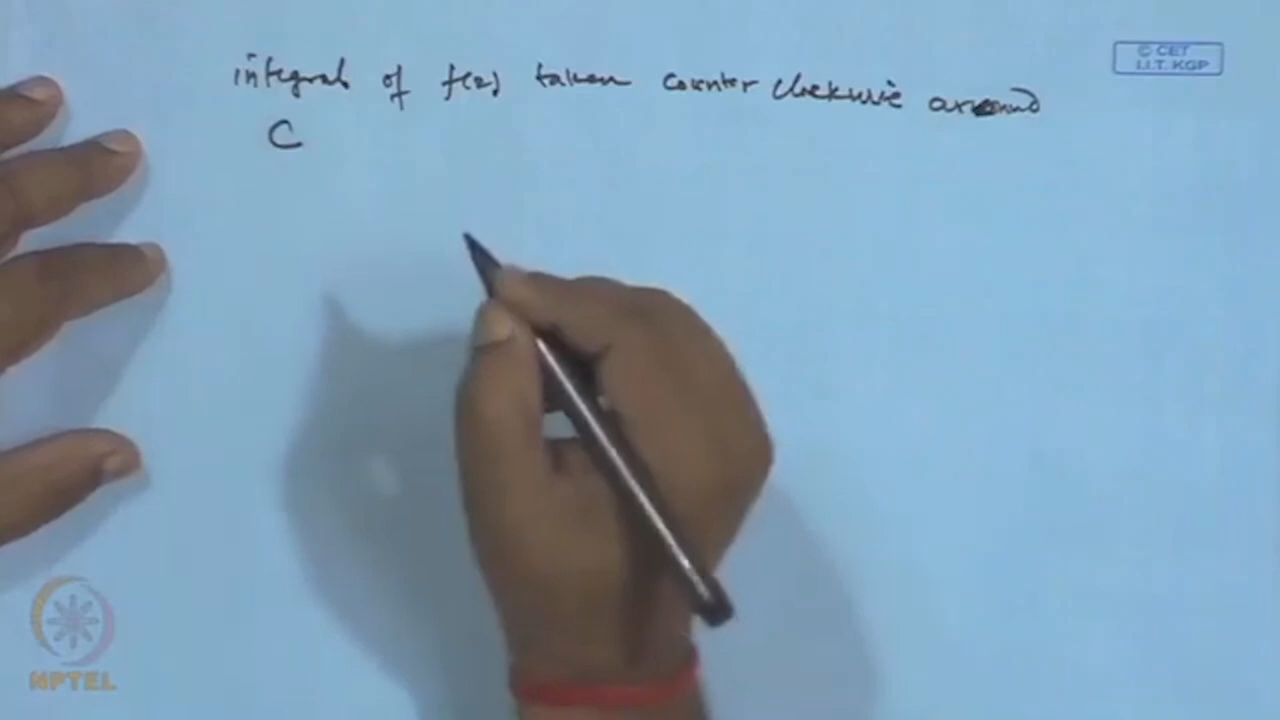 integral of f(z) taken counter clockwise around
C
© CET
I.I.T. KGP
NPTEL